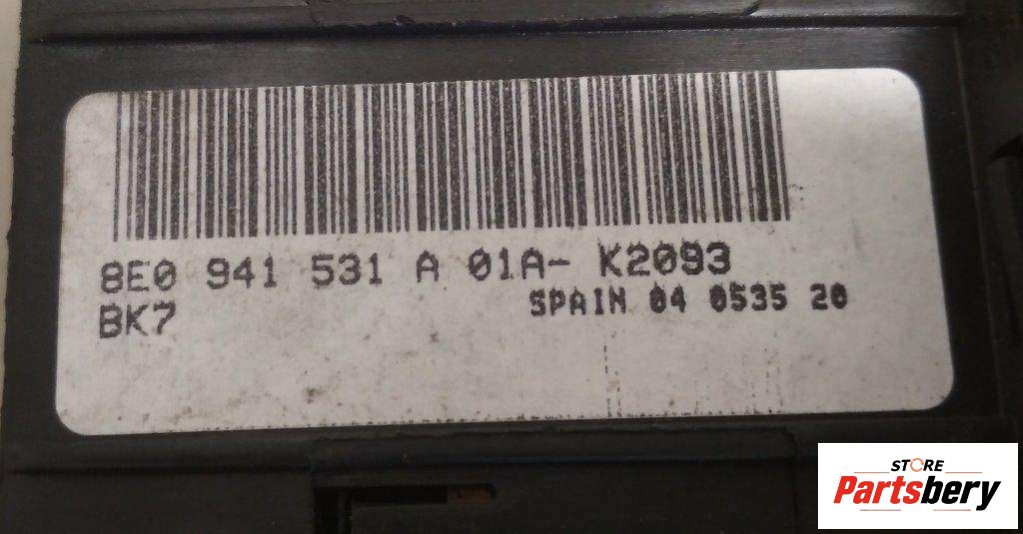 8E0 941 531 A 01A- K2093
BK7 SPAIN 04 0535 20
STORE
Partsbery